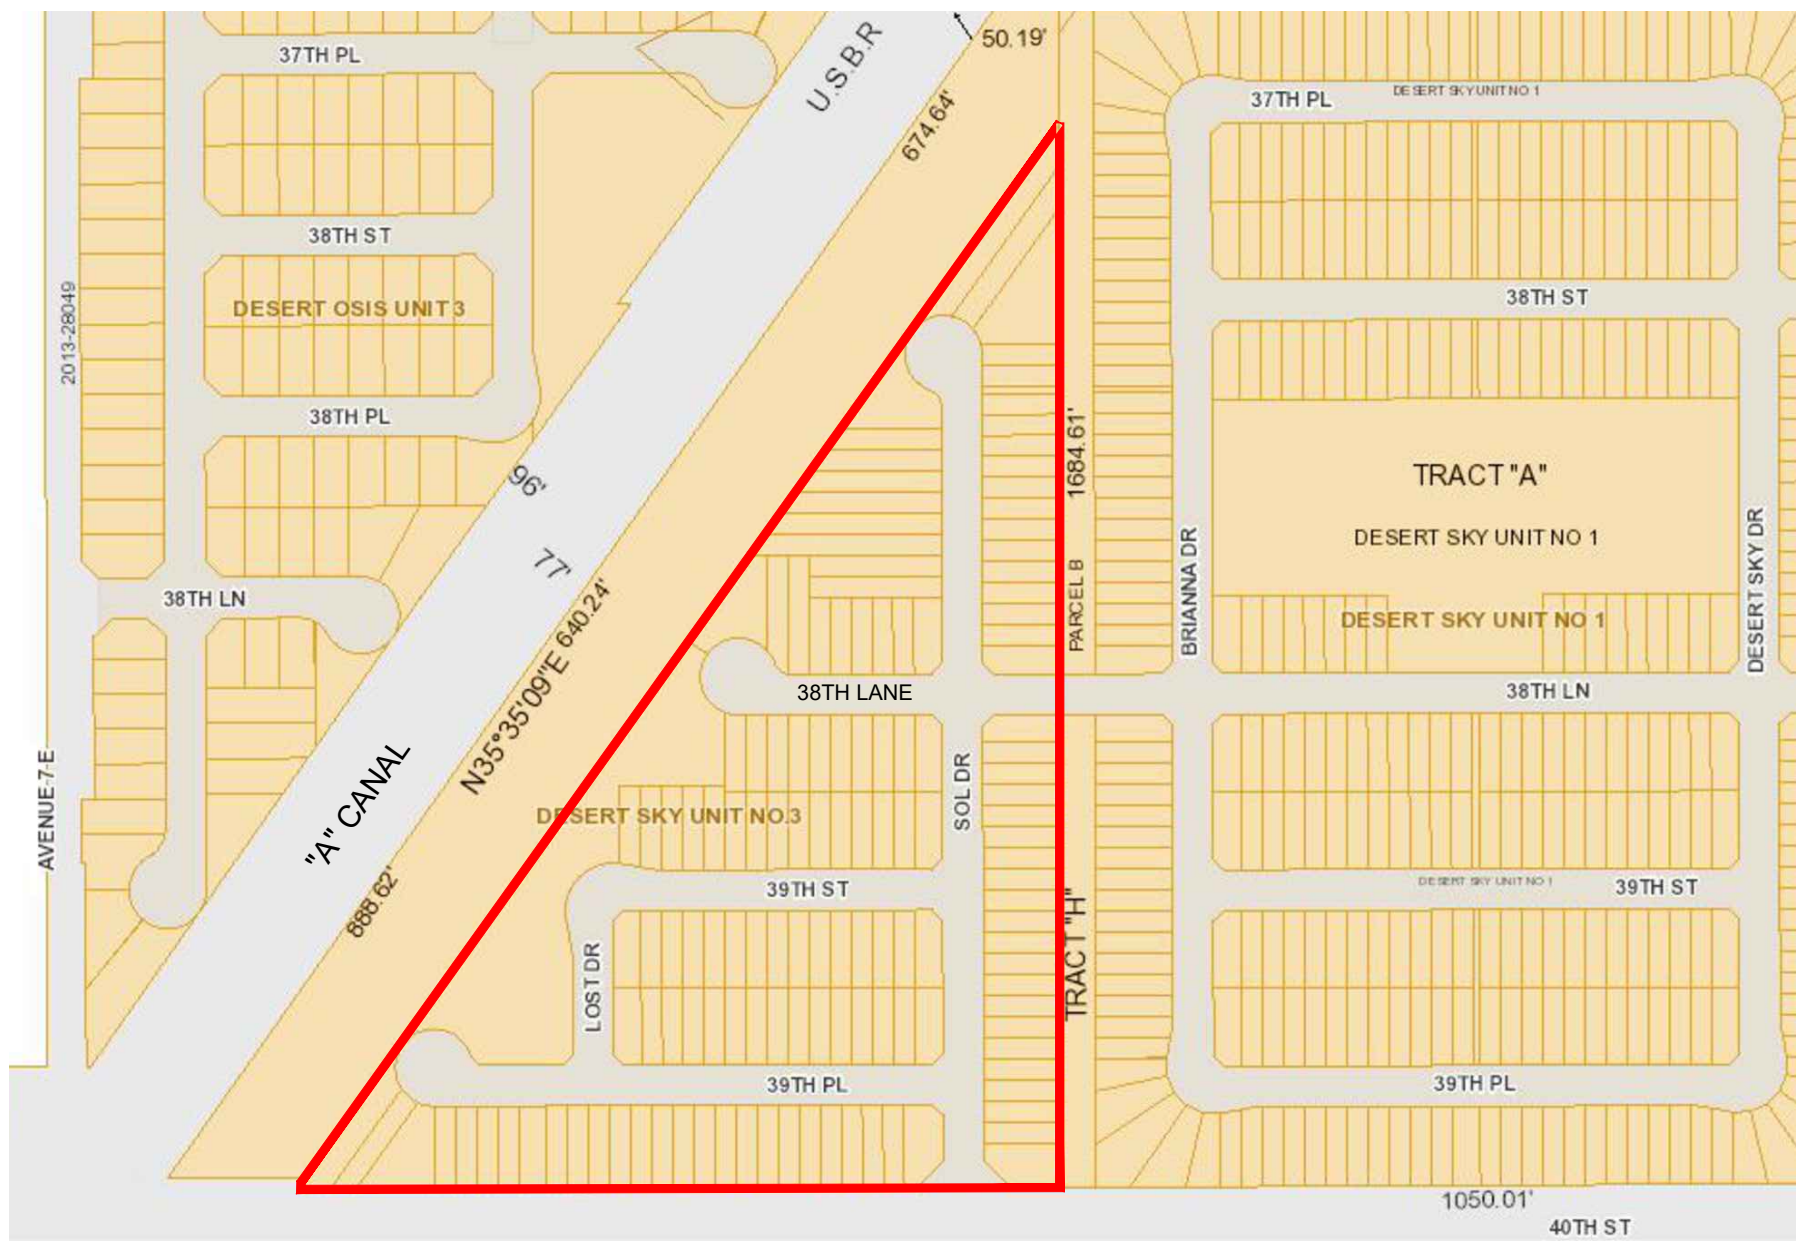 37TH PL
U.S.B.R
50.19'
674.64'
37TH PL
DESERT SKY UNIT NO 1
38TH ST
2013-28049
DESERT OSIS UNIT 3
38TH ST
38TH PL
96'
77'
1684.61'
PARCEL B
TRACT "A"
DESERT SKY UNIT NO 1
BRIANNA DR
DESERT SKY DR
38TH LN
N35°35'09"E 640.24'
DESERT SKY UNIT NO 1
38TH LANE
38TH LN
AVENUE-7-E
"A" CANAL
888.62'
DESERT SKY UNIT NO.3
SOL DR
39TH ST
TRACT "H"
DESERT SKY UNIT NO 1
39TH ST
LOST DR
39TH PL
39TH PL
1050.01'
40TH ST